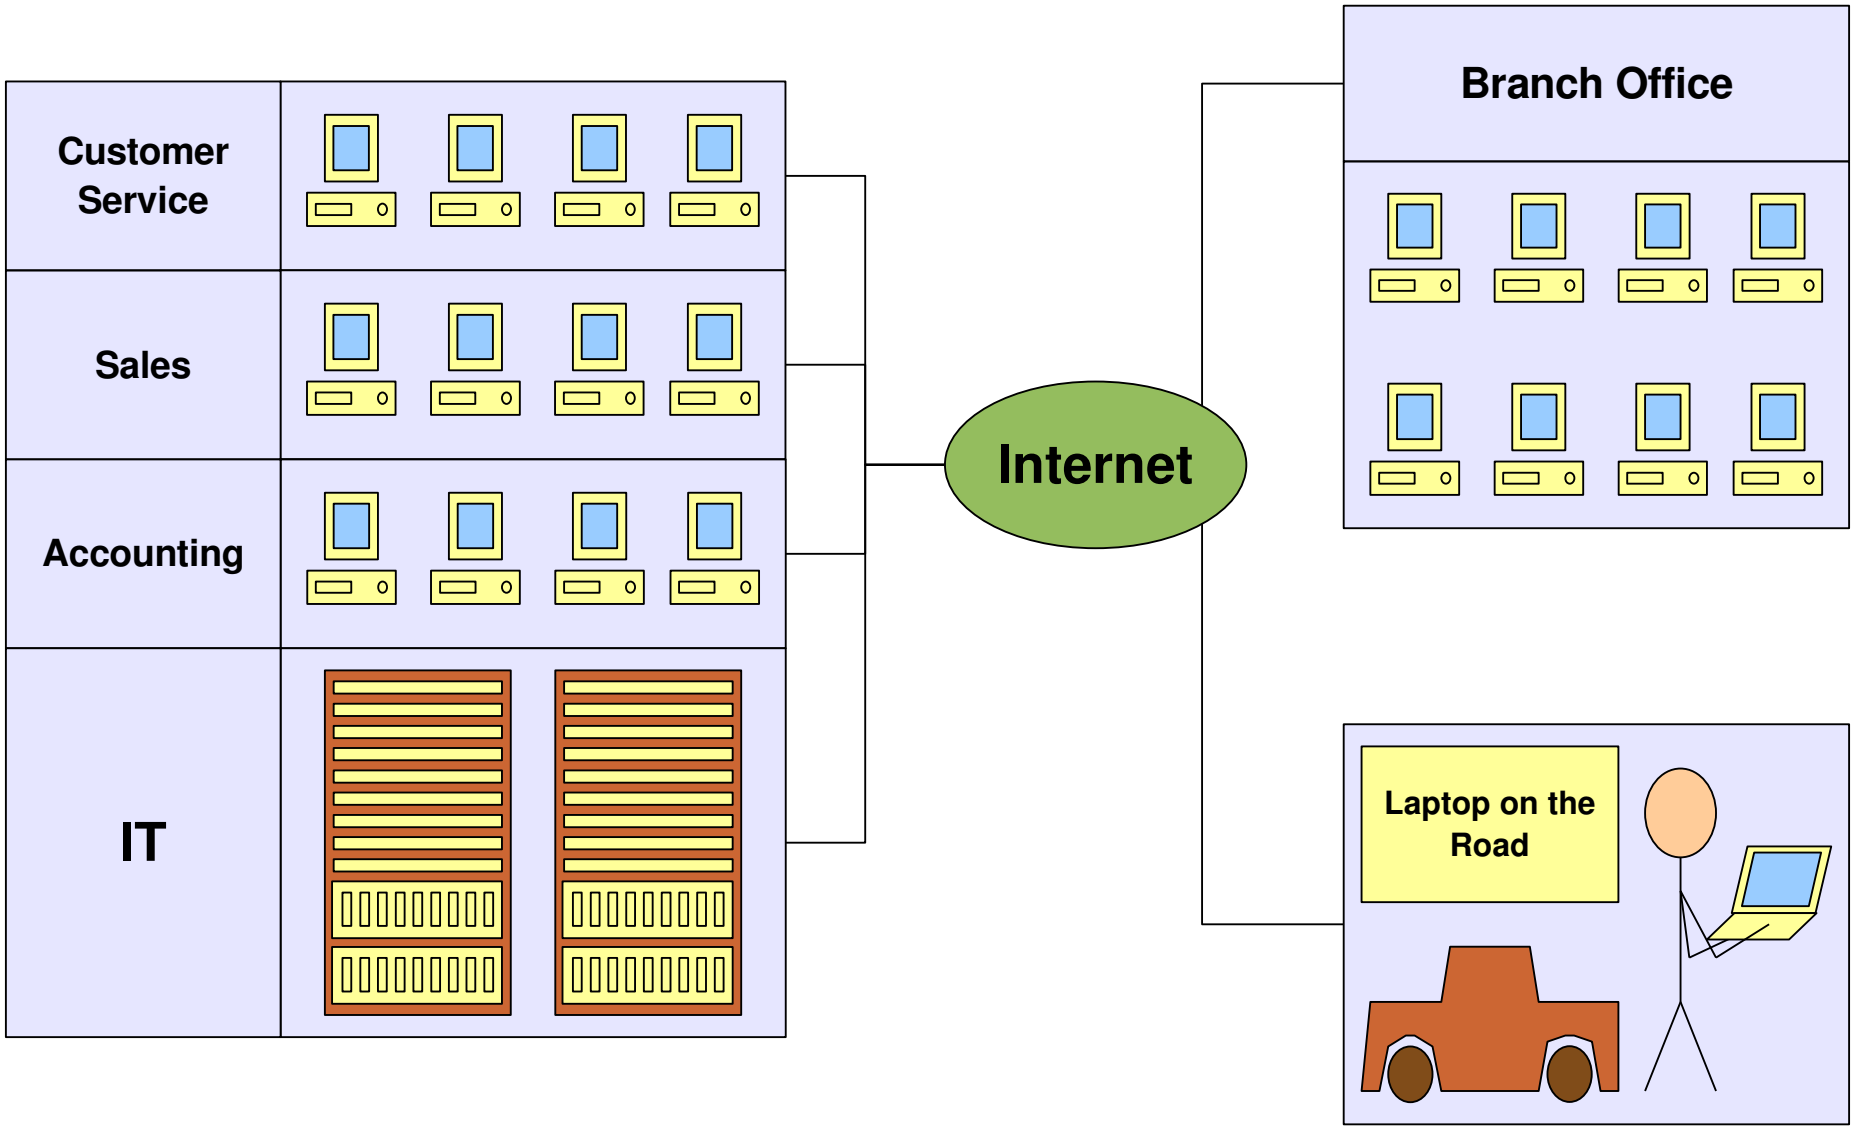 Customer
Service
Sales
Accounting
IT
Internet
Branch Office
Laptop on the
Road